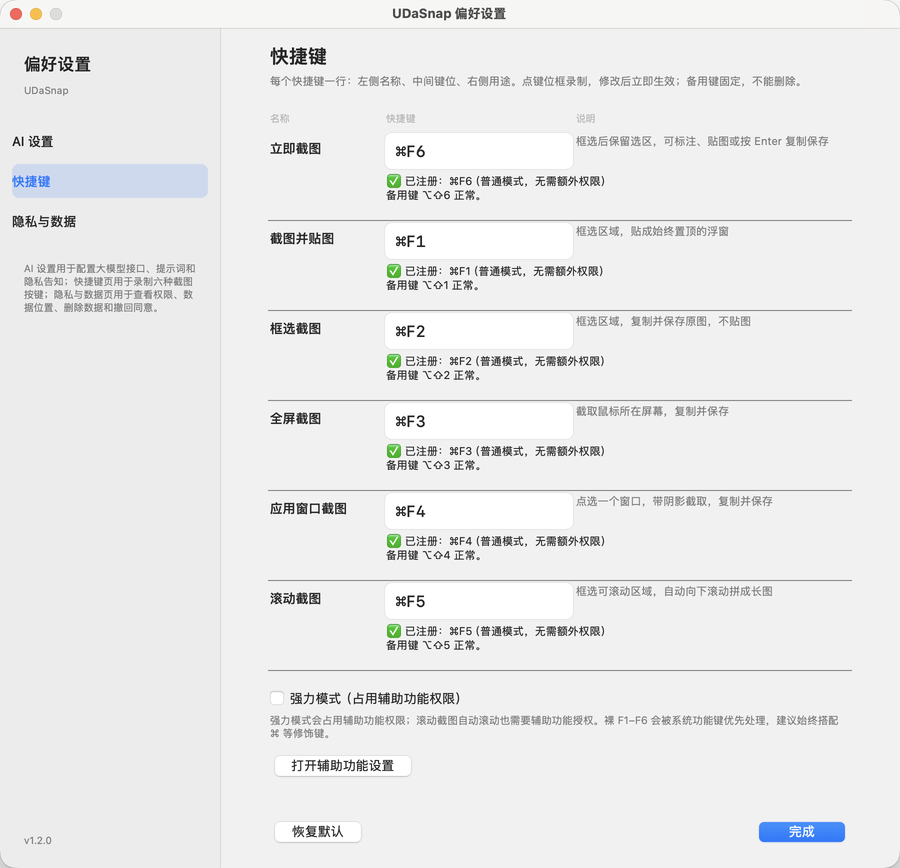 UDaSnap 偏好设置
偏好设置
UDaSnap
AI 设置
快捷键
隐私与数据
AI 设置用于配置大模型接口、提示词和
隐私告知；快捷键页用于录制六种截图
按键；隐私与数据页用于查看权限、数
据位置、删除数据和撤回同意。
v1.2.0
快捷键
每个快捷键一行：左侧名称、中间键位、右侧用途。点键位框录制，修改后立即生效；备用键固定，不能删除。
名称 快捷键 说明
立即截图 ⌘F6 框选后保留选区，可标注、贴图或按 Enter 复制保存
✅ 已注册：⌘F6 (普通模式，无需额外权限)
备用键 ⌥⇧6 正常。
截图并贴图 ⌘F1 框选区域，贴成始终置顶的浮窗
✅ 已注册：⌘F1 (普通模式，无需额外权限)
备用键 ⌥⇧1 正常。
框选截图 ⌘F2 框选区域，复制并保存原图，不贴图
✅ 已注册：⌘F2 (普通模式，无需额外权限)
备用键 ⌥⇧2 正常。
全屏截图 ⌘F3 截取鼠标所在屏幕，复制并保存
✅ 已注册：⌘F3 (普通模式，无需额外权限)
备用键 ⌥⇧3 正常。
应用窗口截图 ⌘F4 点选一个窗口，带阴影截取，复制并保存
✅ 已注册：⌘F4 (普通模式，无需额外权限)
备用键 ⌥⇧4 正常。
滚动截图 ⌘F5 框选可滚动区域，自动向下滚动拼成长图
✅ 已注册：⌘F5 (普通模式，无需额外权限)
备用键 ⌥⇧5 正常。
强力模式（占用辅助功能权限）
强力模式会占用辅助功能权限；滚动截图自动滚动也需要辅助功能授权。裸 F1–F6 会被系统功能键优先处理，建议始终搭配
⌘ 等修饰键。
打开辅助功能设置
恢复默认 完成